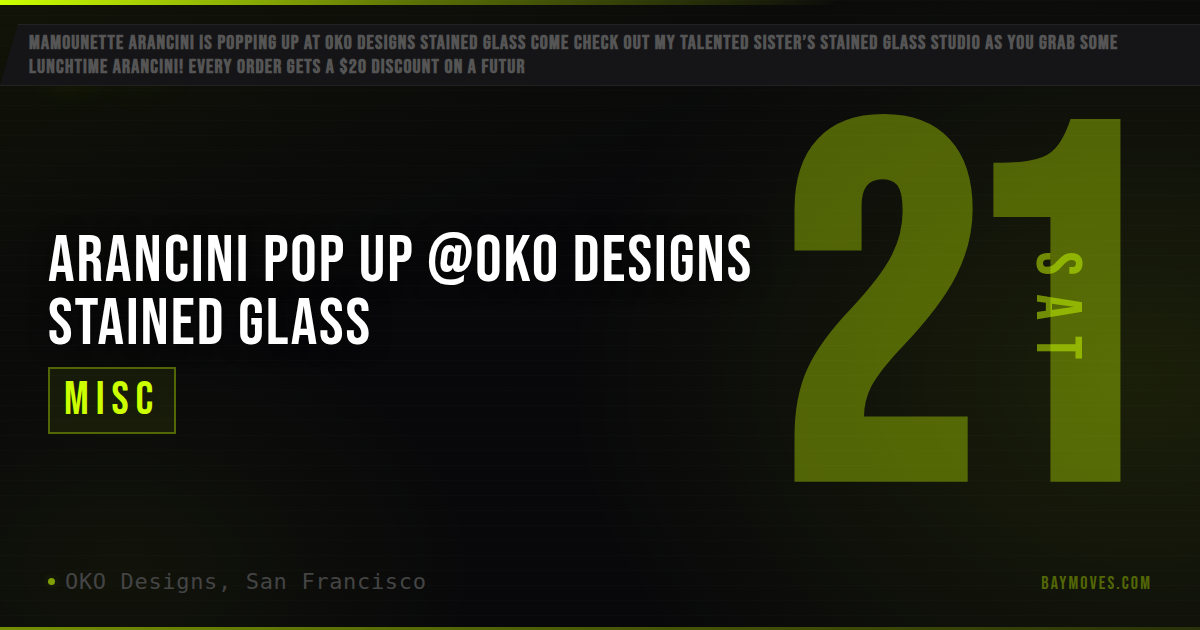 MAMOUNETTE ARANCINI IS POPPING UP AT OKO DESIGNS STAINED GLASS COME CHECK OUT MY TALENTED SISTER'S STAINED GLASS STUDIO AS YOU GRAB SOME
LUNCHTIME ARANCINI! EVERY ORDER GETS A $20 DISCOUNT ON A FUTUR
21
SAT
ARANCINI POP UP @OKO DESIGNS
STAINED GLASS
MISC
OKO Designs, San Francisco
BAYMOVES.COM